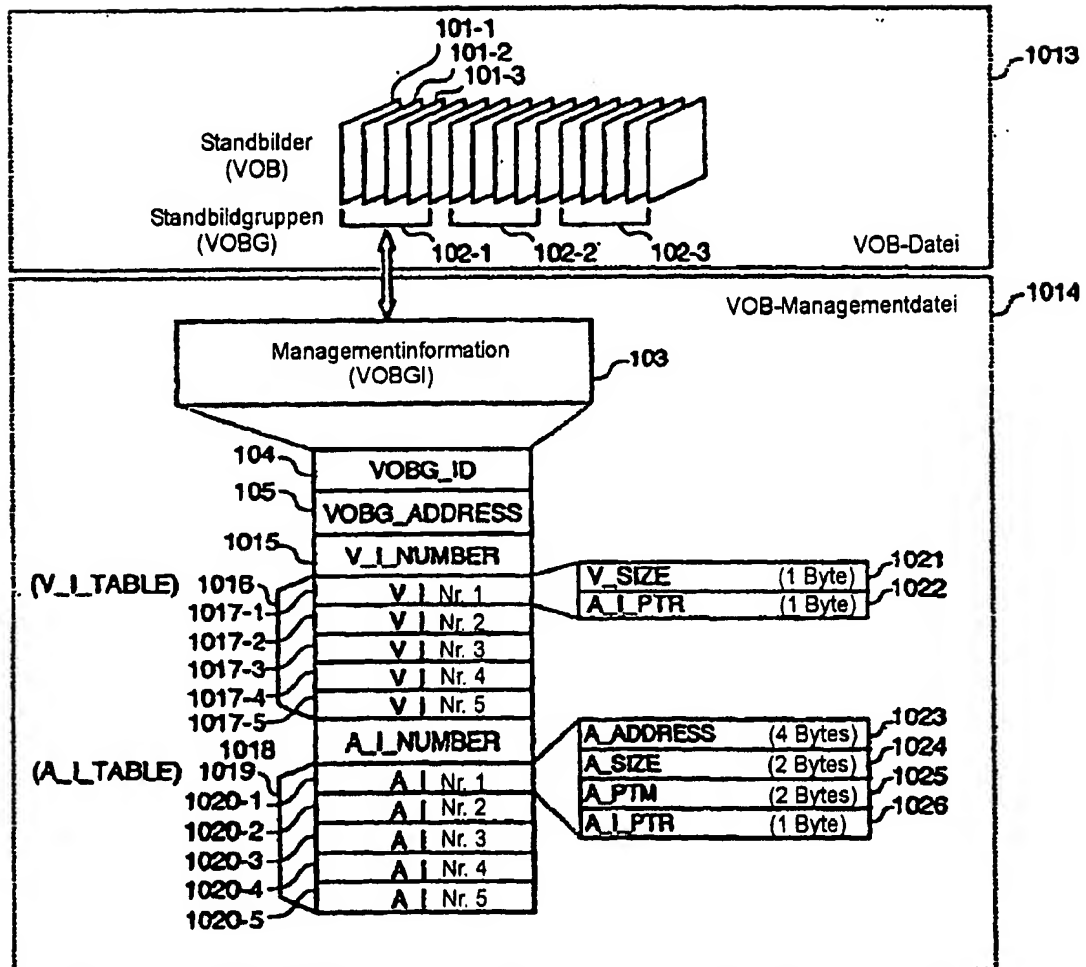 101-1
101-2
101-3
1013
Standbilder
(VOB)
Standbildgruppen
(VOBG)
102-1 102-2 102-3
VOB-Datei
1014
VOB-Managementdatei
Managementinformation
(VOBGI)
103
104
VOBG_ID
105
VOBG_ADDRESS
1015
V_I_NUMBER
(V_I_TABLE)
1016
1017-1
V I Nr. 1
1017-2
V I Nr. 2
1017-3
V I Nr. 3
1017-4
V I Nr. 4
1017-5
V I Nr. 5
V_SIZE (1 Byte)
1021
A_I_PTR (1 Byte)
1022
1018
A_I_NUMBER
(A_I_TABLE)
1019
1020-1
A I Nr. 1
1020-2
A I Nr. 2
1020-3
A I Nr. 3
1020-4
A I Nr. 4
1020-5
A I Nr. 5
A_ADDRESS (4 Bytes)
1023
A_SIZE (2 Bytes)
1024
A_PTM (2 Bytes)
1025
A_I_PTR (1 Byte)
1026